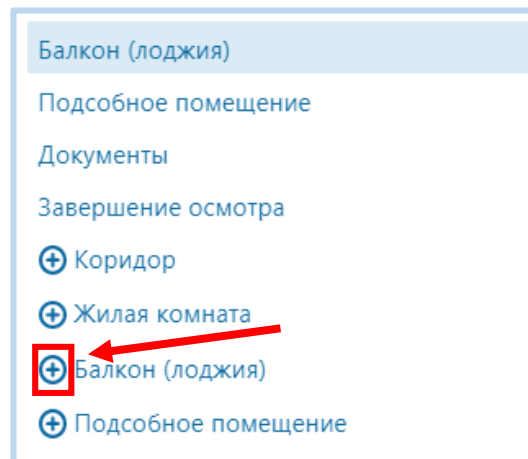 Балкон (лоджия)
Подсобное помещение
Документы
Завершение осмотра
Коридор
Жилая комната
Балкон (лоджия)
Подсобное помещение